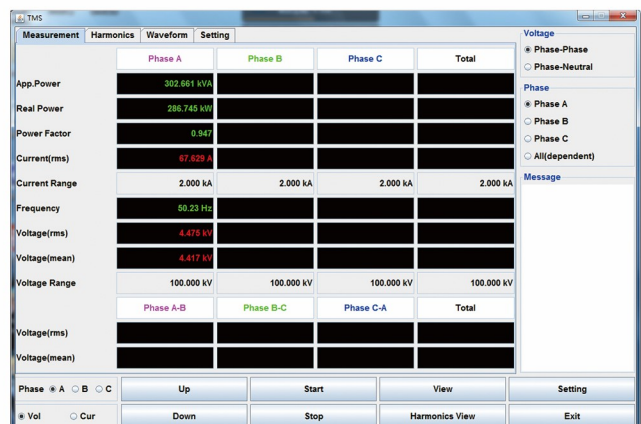 TMS
Measurement Harmonics Waveform Setting
Phase A Phase B Phase C Total
App.Power 302.661 kVA
Real Power 286.745 kW
Power Factor 0.947
Current(rms) 67.629 A
Current Range 2.000 kA 2.000 kA 2.000 kA 2.000 kA
Frequency 50.23 Hz
Voltage(rms) 4.475 kV
Voltage(mean) 4.417 kV
Voltage Range 100.000 kV 100.000 kV 100.000 kV 100.000 kV
Phase A-B Phase B-C Phase C-A Total
Voltage(rms)
Voltage(mean)
Voltage
Phase-Phase
Phase-Neutral
Phase
Phase A
Phase B
Phase C
All(dependent)
Message
Phase A B C Up Start View Setting
Vol Cur Down Stop Harmonics View Exit